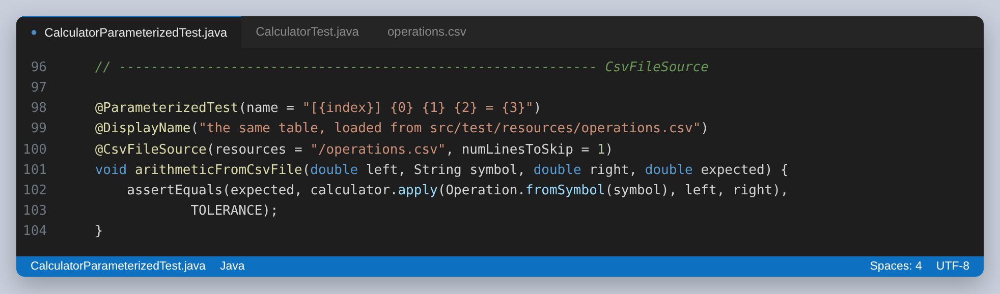 CalculatorParameterizedTest.java CalculatorTest.java operations.csv
96 // ------------------------------------------------------------ CsvFileSource
97
98 @ParameterizedTest(name = "[{index}] {0} {1} {2} = {3}")
99 @DisplayName("the same table, loaded from src/test/resources/operations.csv")
100 @CsvFileSource(resources = "/operations.csv", numLinesToSkip = 1)
101 void arithmeticFromCsvFile(double left, String symbol, double right, double expected) {
102 assertEquals(expected, calculator.apply(Operation.fromSymbol(symbol), left, right),
103 TOLERANCE);
104 }
CalculatorParameterizedTest.java Java Spaces: 4 UTF-8